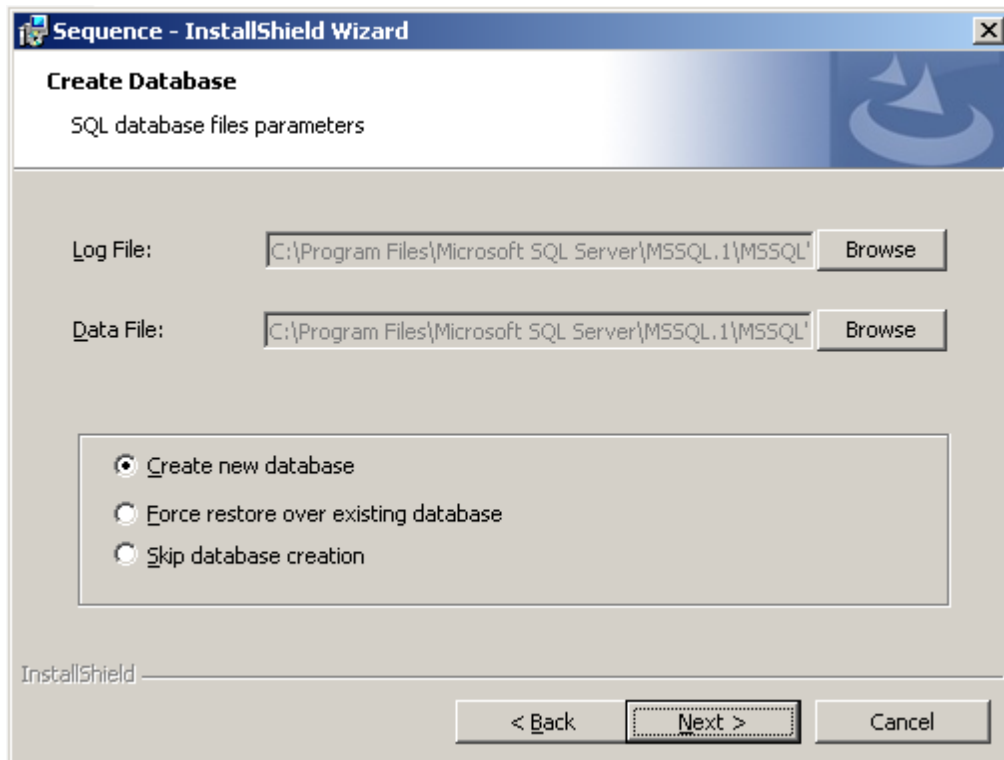 Sequence - InstallShield Wizard
Create Database
SQL database files parameters
Log File: C:\Program Files\Microsoft SQL Server\MSSQL.1\MSSQL' Browse
Data File: C:\Program Files\Microsoft SQL Server\MSSQL.1\MSSQL' Browse
Create new database
Force restore over existing database
Skip database creation
InstallShield
< Back Next > Cancel